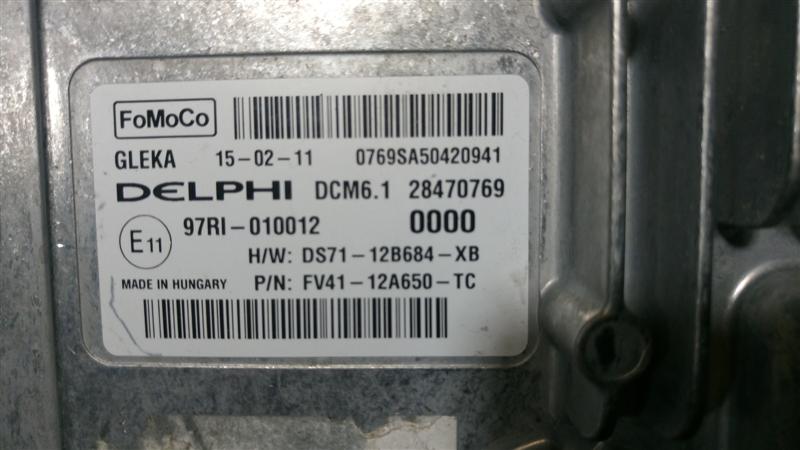 FoMoCo
GLEKA 15-02-11 0769SA50420941
DELPHI DCM6.1 28470769
E11 97RI-010012 0000
H/W: DS71-12B684-XB
MADE IN HUNGARY P/N: FV41-12A650-TC